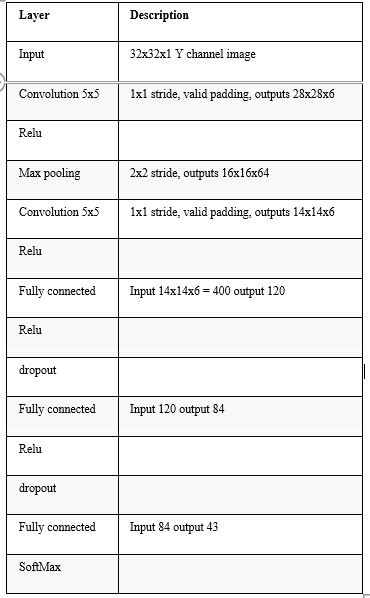 Layer Description
Input 32x32x1 Y channel image
Convolution 5x5 1x1 stride, valid padding, outputs 28x28x6
Relu
Max pooling 2x2 stride, outputs 16x16x64
Convolution 5x5 1x1 stride, valid padding, outputs 14x14x6
Relu
Fully connected Input 14x14x6 = 400 output 120
Relu
dropout
Fully connected Input 120 output 84
Relu
dropout
Fully connected Input 84 output 43
SoftMax